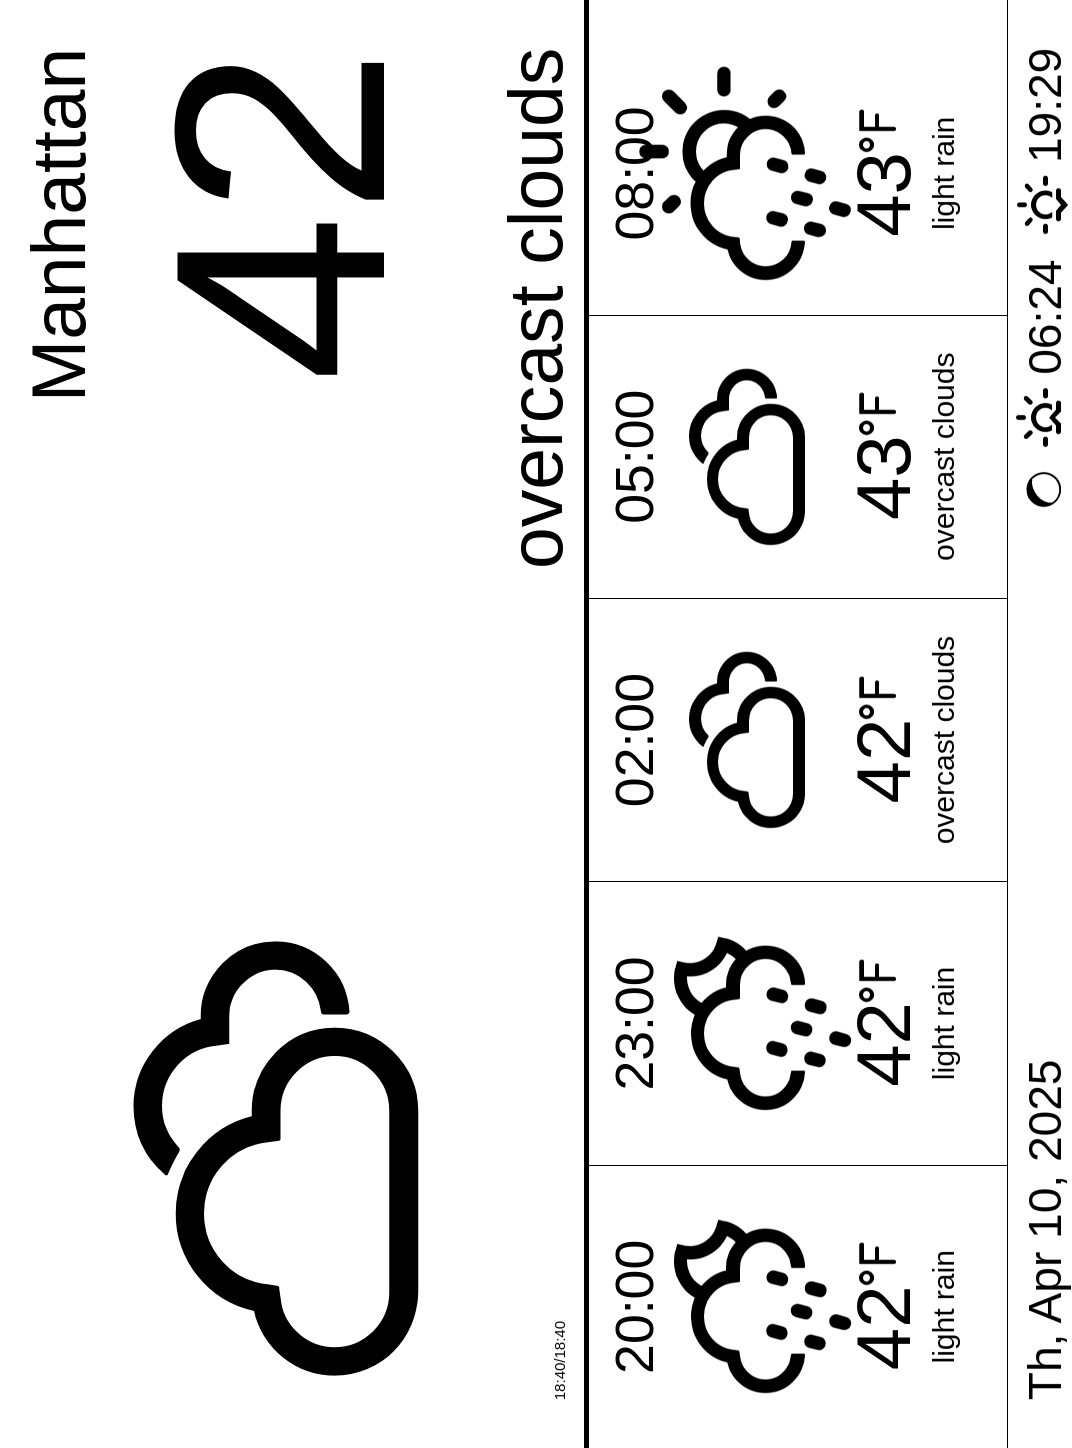 Manhattan
42
overcast clouds
18:40/18:40
20:00 23:00 02:00 05:00 08:00
42°F 42°F 42°F 43°F 43°F
light rain light rain overcast clouds overcast clouds light rain
Th, Apr 10, 2025 06:24 19:29